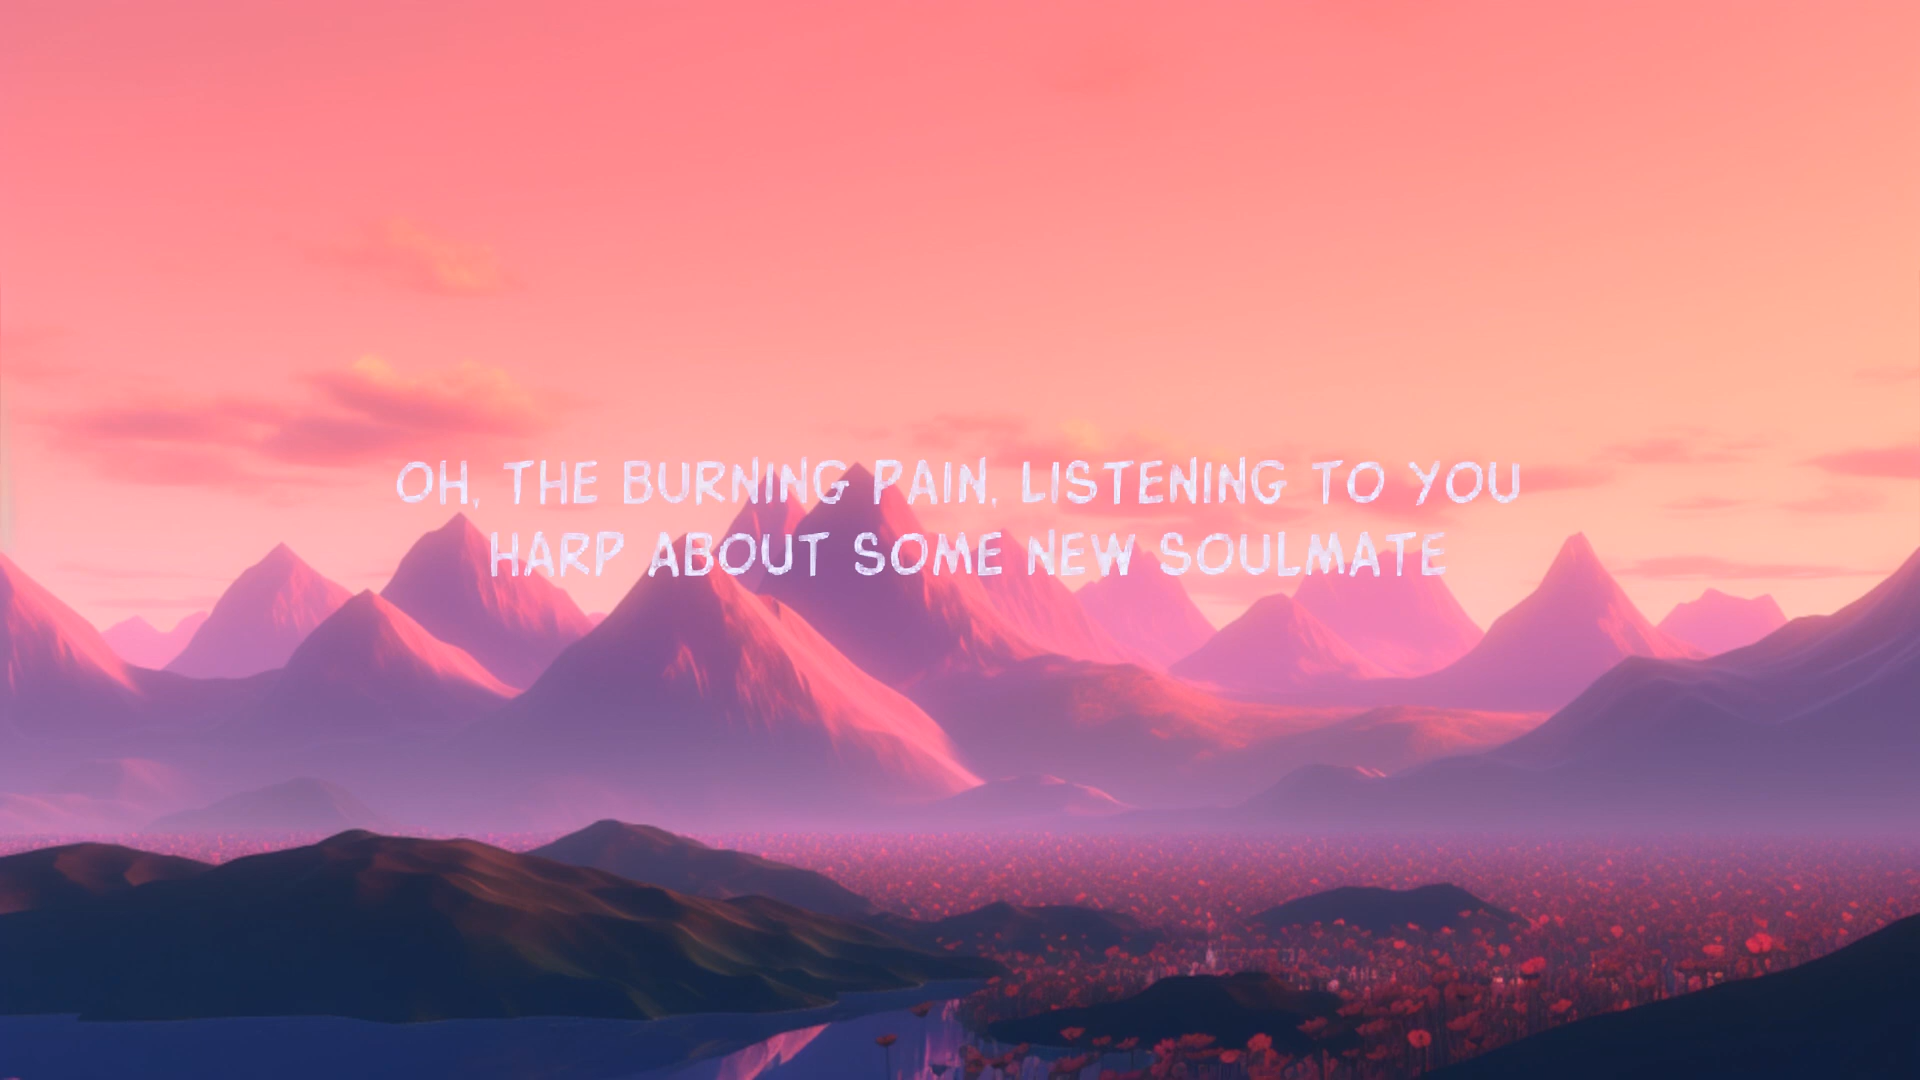 OH, THE BURNING PAIN, LISTENING TO YOU
HARP ABOUT SOME NEW SOULMATE